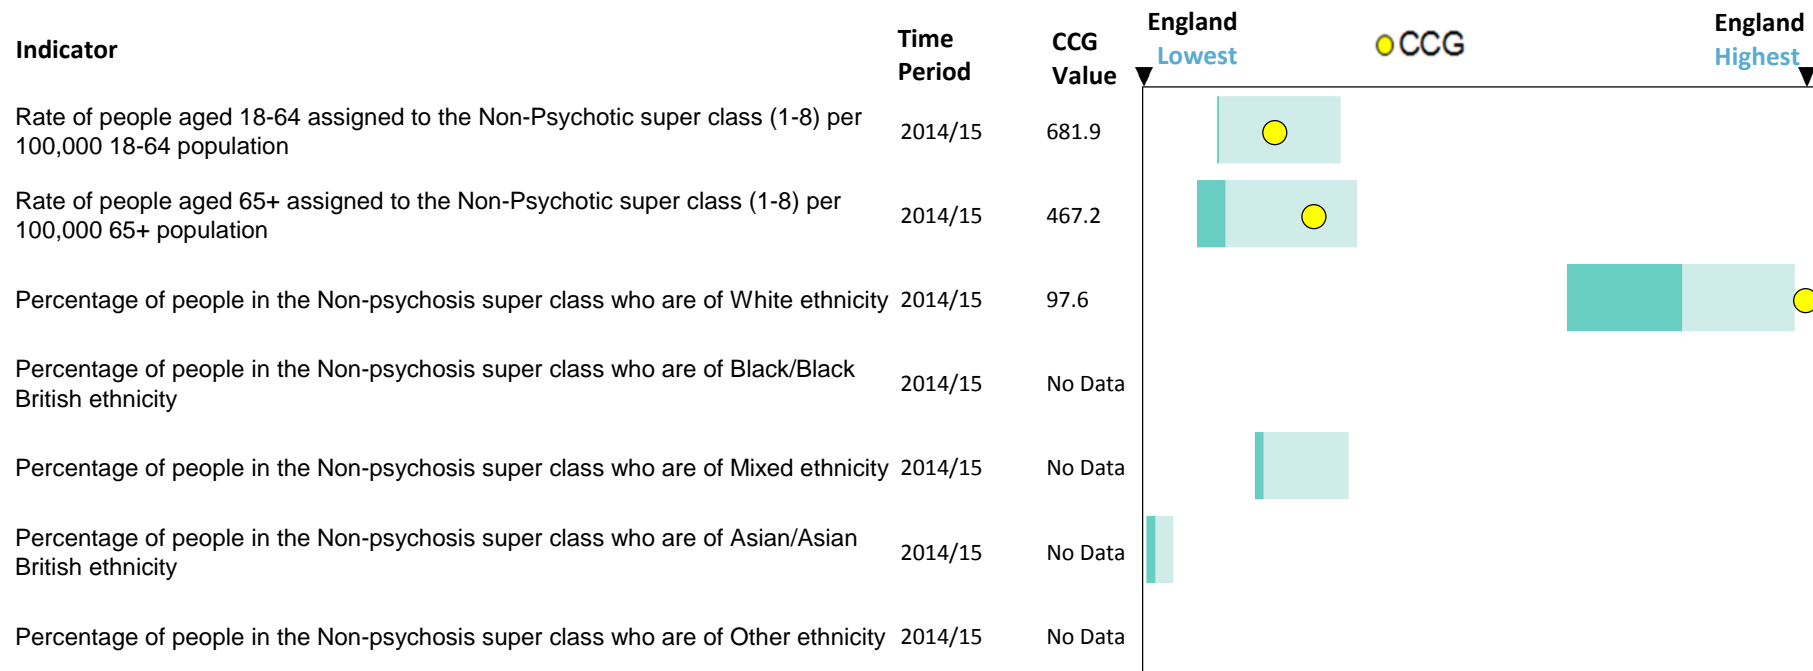 Indicator
Time Period
CCG Value
England Lowest
CCG
England Highest
Rate of people aged 18-64 assigned to the Non-Psychotic super class (1-8) per
100,000 18-64 population
2014/15
681.9
Rate of people aged 65+ assigned to the Non-Psychotic super class (1-8) per
100,000 65+ population
2014/15
467.2
Percentage of people in the Non-psychosis super class who are of White ethnicity
2014/15
97.6
Percentage of people in the Non-psychosis super class who are of Black/Black
British ethnicity
2014/15
No Data
Percentage of people in the Non-psychosis super class who are of Mixed ethnicity
2014/15
No Data
Percentage of people in the Non-psychosis super class who are of Asian/Asian
British ethnicity
2014/15
No Data
Percentage of people in the Non-psychosis super class who are of Other ethnicity
2014/15
No Data